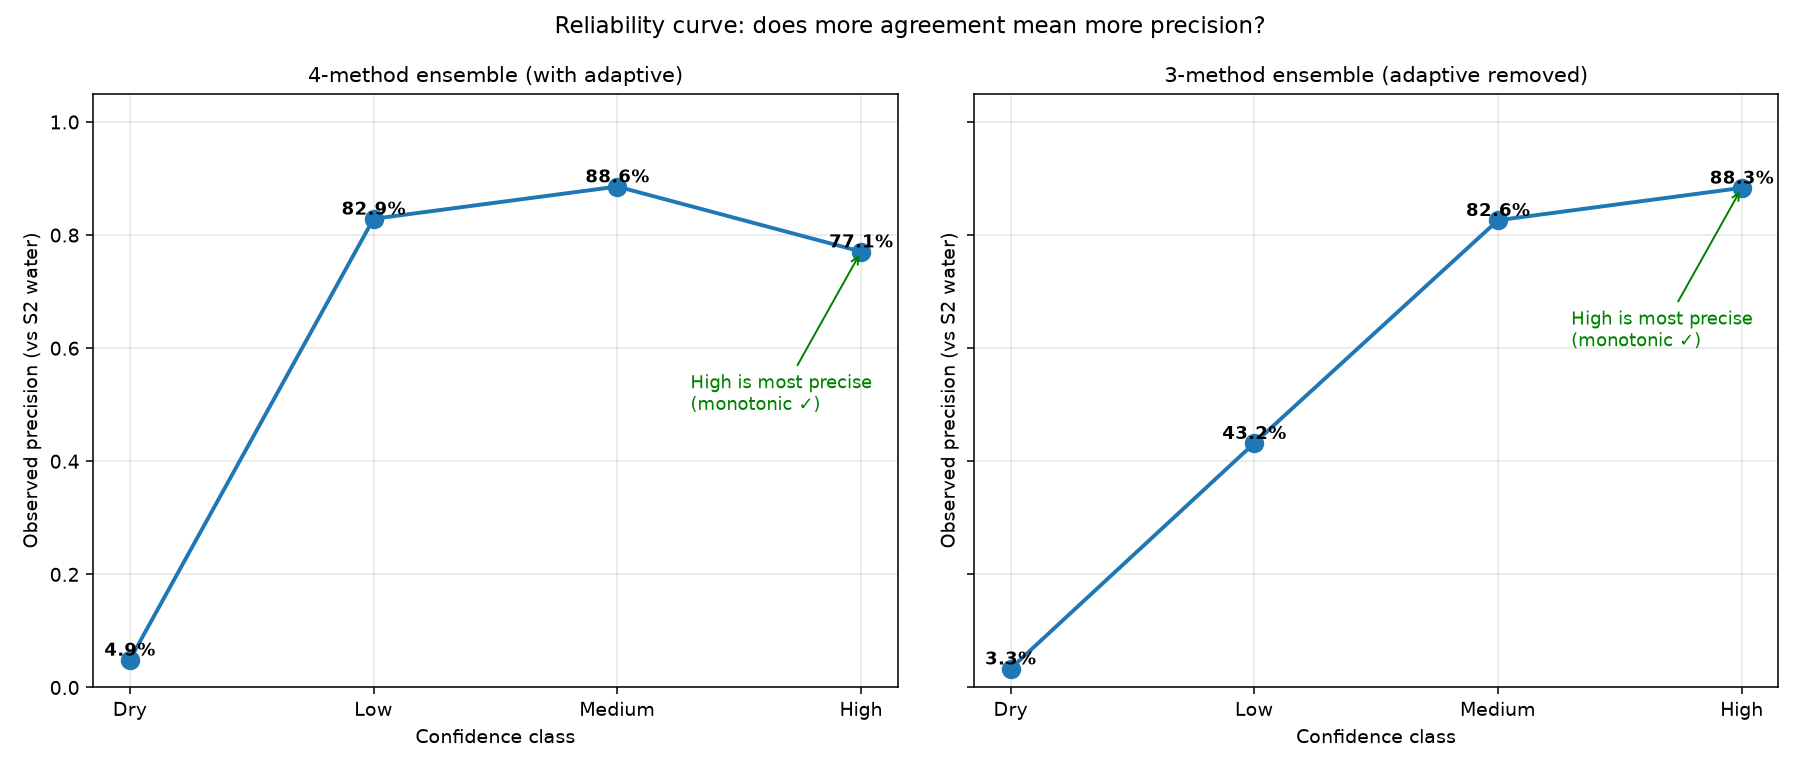 Reliability curve: does more agreement mean more precision?
4-method ensemble (with adaptive)
Observed precision (vs S2 water)
1.0
0.8
0.6
0.4
0.2
0.0
4.9%
82.9%
88.6%
77.1%
High is most precise
(monotonic ✓)
Dry
Low
Medium
High
Confidence class
3-method ensemble (adaptive removed)
Observed precision (vs S2 water)
3.3%
43.2%
82.6%
88.3%
High is most precise
(monotonic ✓)
Dry
Low
Medium
High
Confidence class